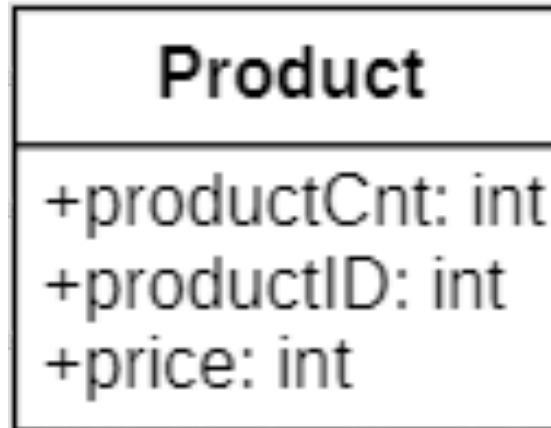 Product
+productCnt: int
+productID: int
+price: int